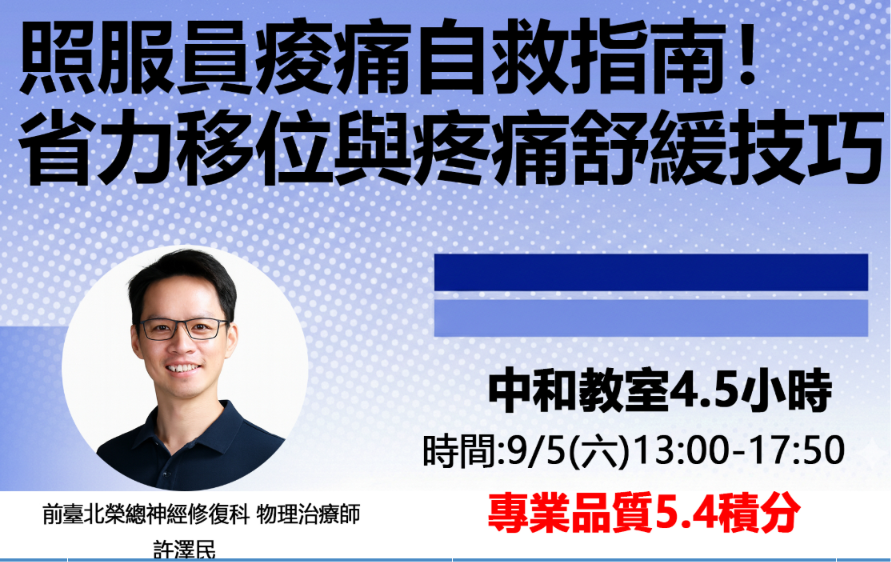 照服員痠痛自救指南!
省力移位與疼痛舒緩技巧
中和教室4.5小時
時間:9/5(六)13:00-17:50
專業品質5.4積分
前臺北榮總神經修復科 物理治療師
許澤民